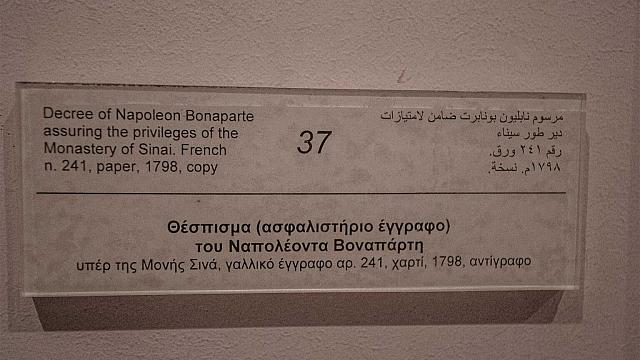 Decree of Napoleon Bonaparte
assuring the privileges of the
Monastery of Sinai. French
n. 241, paper, 1798, copy
37
مرسوم نابليون بونابرت ضامن لامتيازات
دير طور سيناء
رقم ٢٤١ ورق.
١٧٩٨م. نسخة.
Θέσπισμα (ασφαλιστήριο έγγραφο)
του Ναπολέοντα Βοναπάρτη
υπέρ της Μονής Σινά, γαλλικό έγγραφο αρ. 241, χαρτί, 1798, αντίγραφο